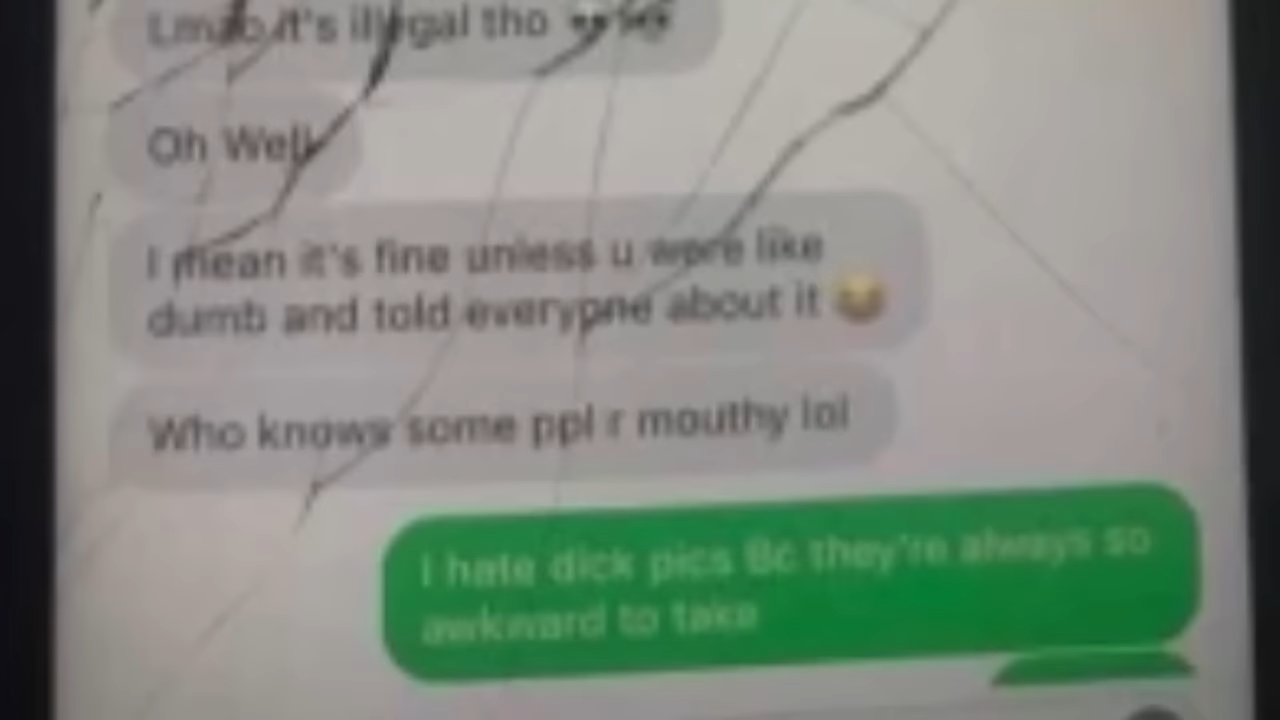 Lmao it's illegal tho 💀💀
Oh Well
I mean it's fine unless u were like
dumb and told everyone about it 😂
Who knows some ppl r mouthy lol
I hate dick pics Bc they're always so
awkward to take